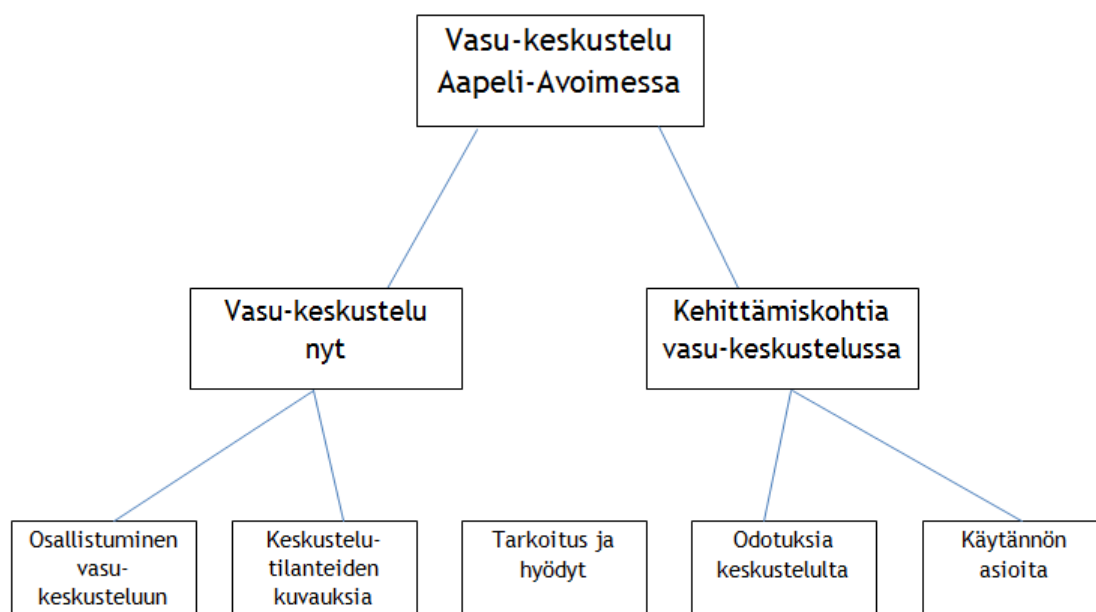 Vasu-keskustelu
Aapeli-Avoimessa
Vasu-keskustelu
nyt
Kehittämiskohtia
vasu-keskustelussa
Osallistuminen
vasu-
keskusteluun
Keskustelu-
tilanteiden
kuvauksia
Tarkoitus ja
hyödyt
Odotuksia
keskustelulta
Käytännön
asioita